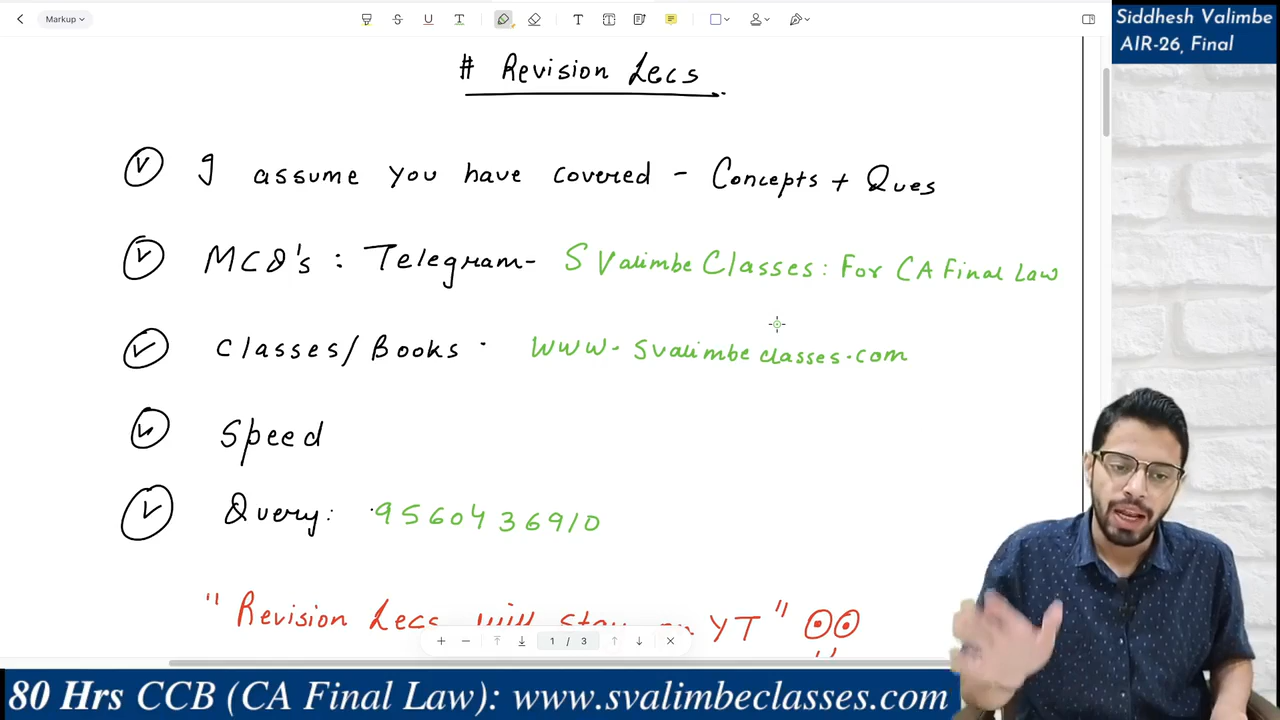 Markup
Siddhesh Valimbe
AIR-26, Final
# Revision Lecs
I assume you have covered - Concepts + Ques
MCQ's : Telegram- S Valimbe Classes: For CA Final Law
Classes/Books - www.svalimbeclasses.com
Speed
Query: 9560436910
"Revision Lecs will stay on YT"
1 / 3
80 Hrs CCB (CA Final Law): www.svalimbeclasses.com